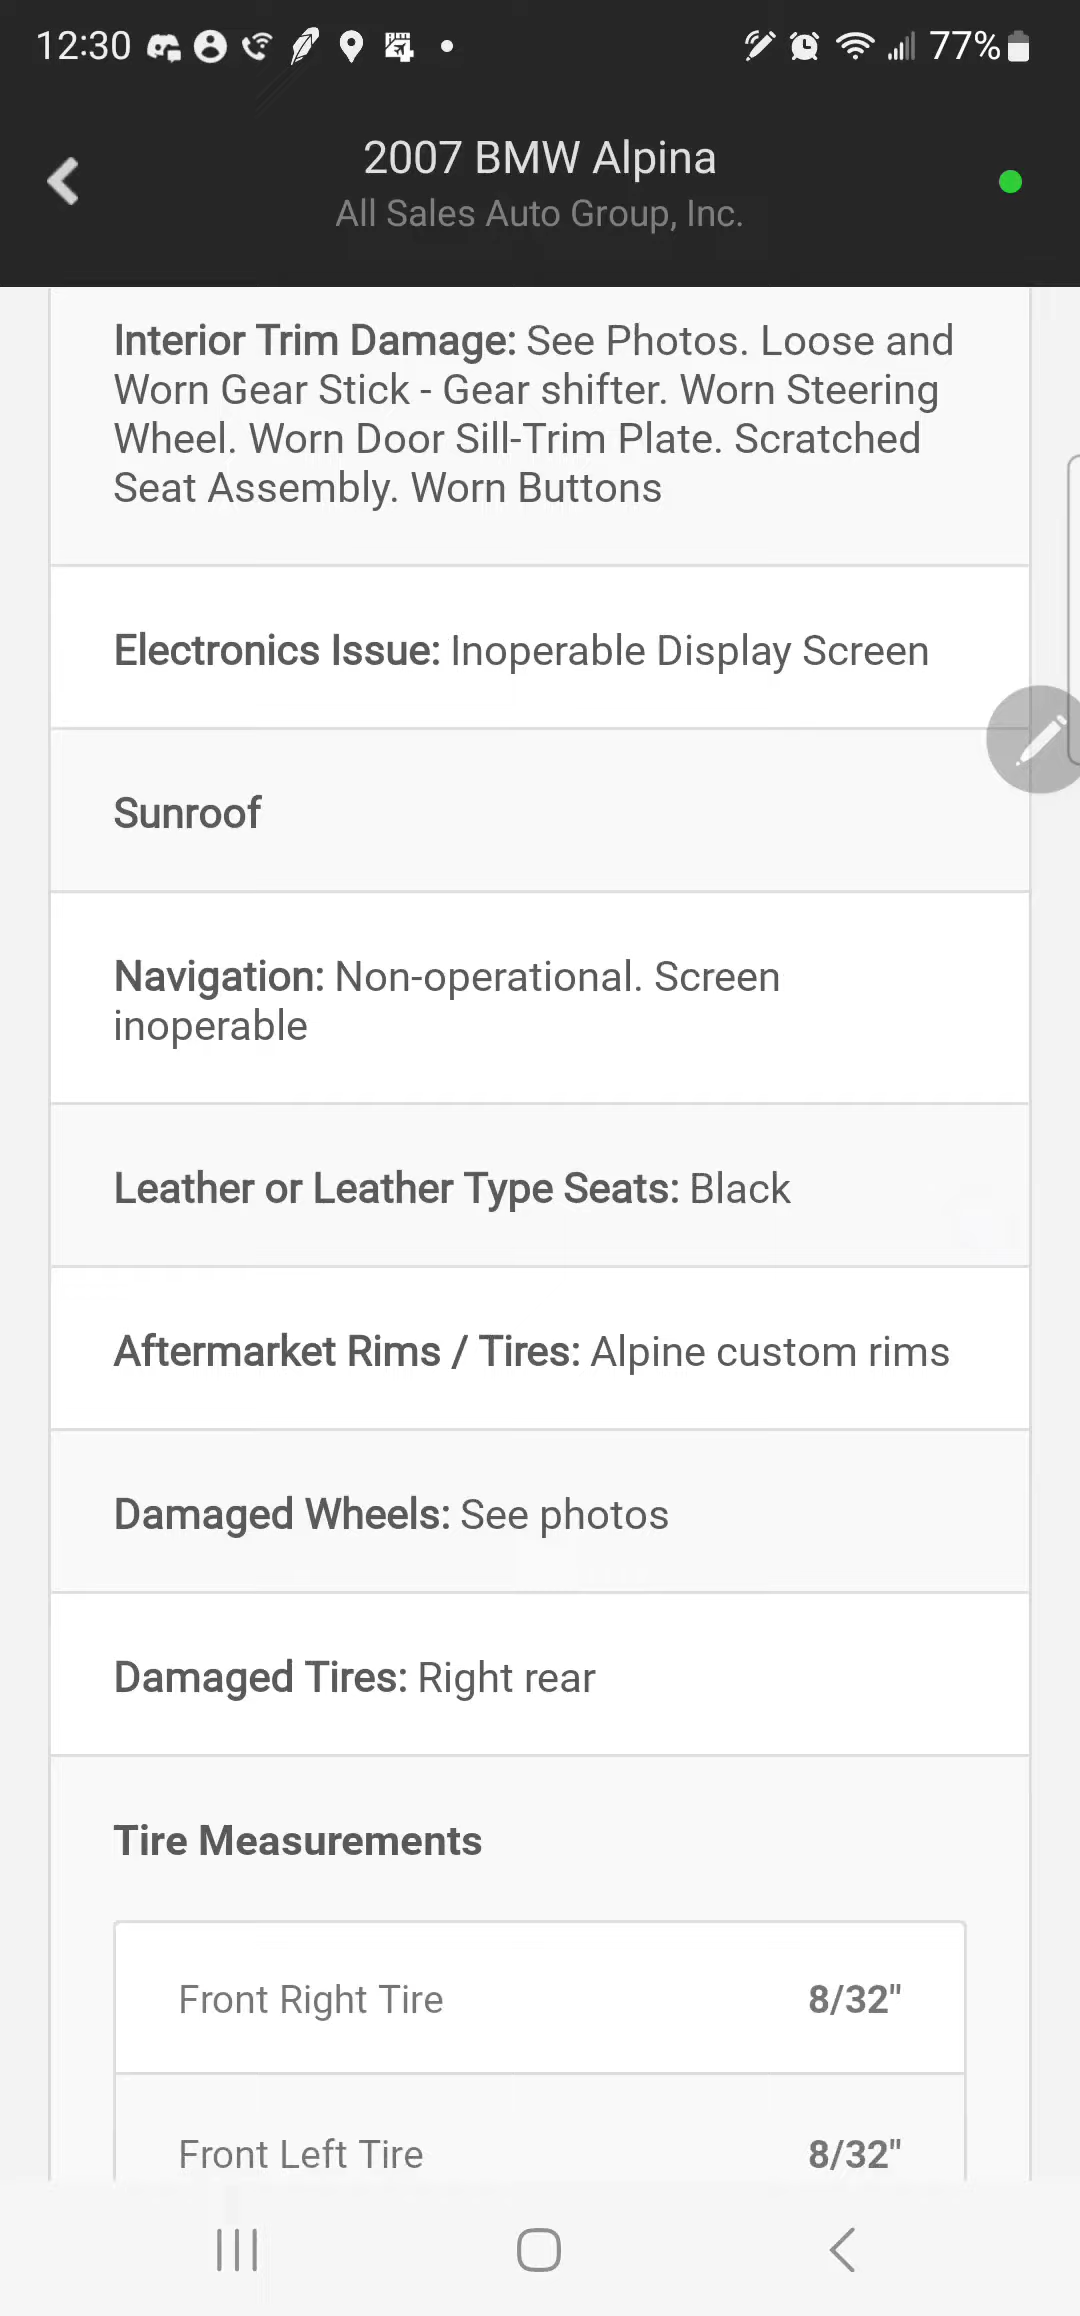 12:30
77%
2007 BMW Alpina
All Sales Auto Group, Inc.
Interior Trim Damage: See Photos. Loose and
Worn Gear Stick - Gear shifter. Worn Steering
Wheel. Worn Door Sill-Trim Plate. Scratched
Seat Assembly. Worn Buttons
Electronics Issue: Inoperable Display Screen
Sunroof
Navigation: Non-operational. Screen
inoperable
Leather or Leather Type Seats: Black
Aftermarket Rims / Tires: Alpine custom rims
Damaged Wheels: See photos
Damaged Tires: Right rear
Tire Measurements
Front Right Tire 8/32"
Front Left Tire 8/32"